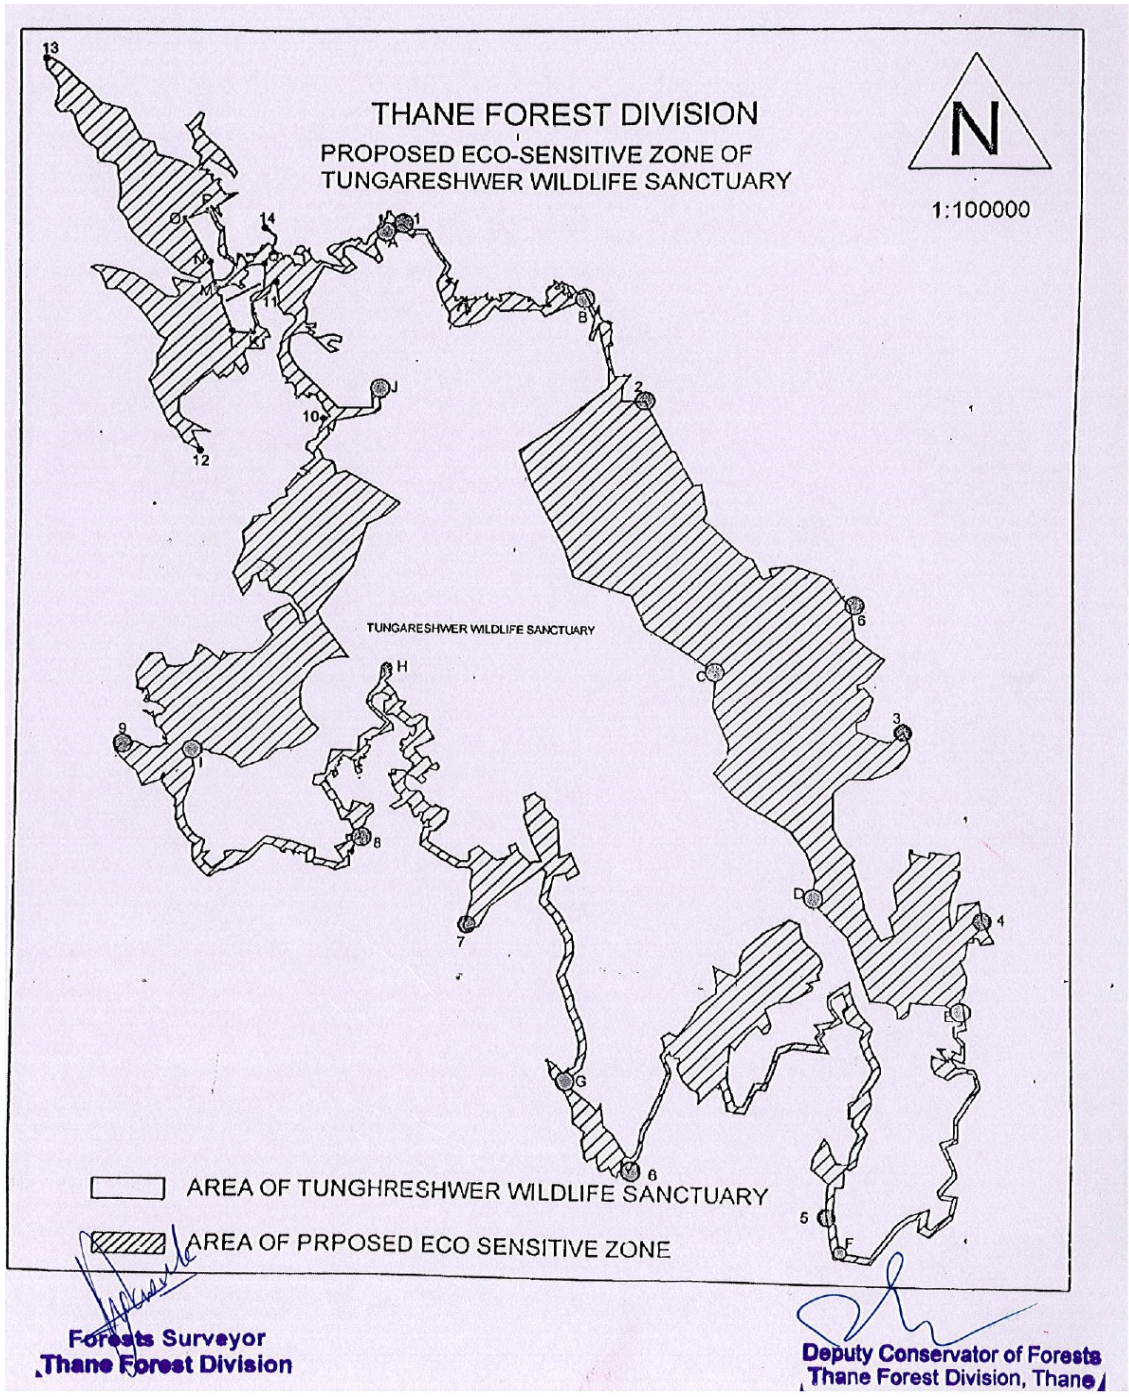 13
THANE FOREST DIVISION
PROPOSED ECO-SENSITIVE ZONE OF
TUNGARESHWER WILDLIFE SANCTUARY
N
1:100000
P
O
14
1
A
N
M
11
B
K
2
J
10
12
6
TUNGARESHWER WILDLIFE SANCTUARY
H
C
9
3
I
8
D
4
7
E
G
6
5
F
AREA OF TUNGHRESHWER WILDLIFE SANCTUARY
AREA OF PRPOSED ECO SENSITIVE ZONE
Forests Surveyor
Thane Forest Division
Deputy Conservator of Forests
Thane Forest Division, Thane